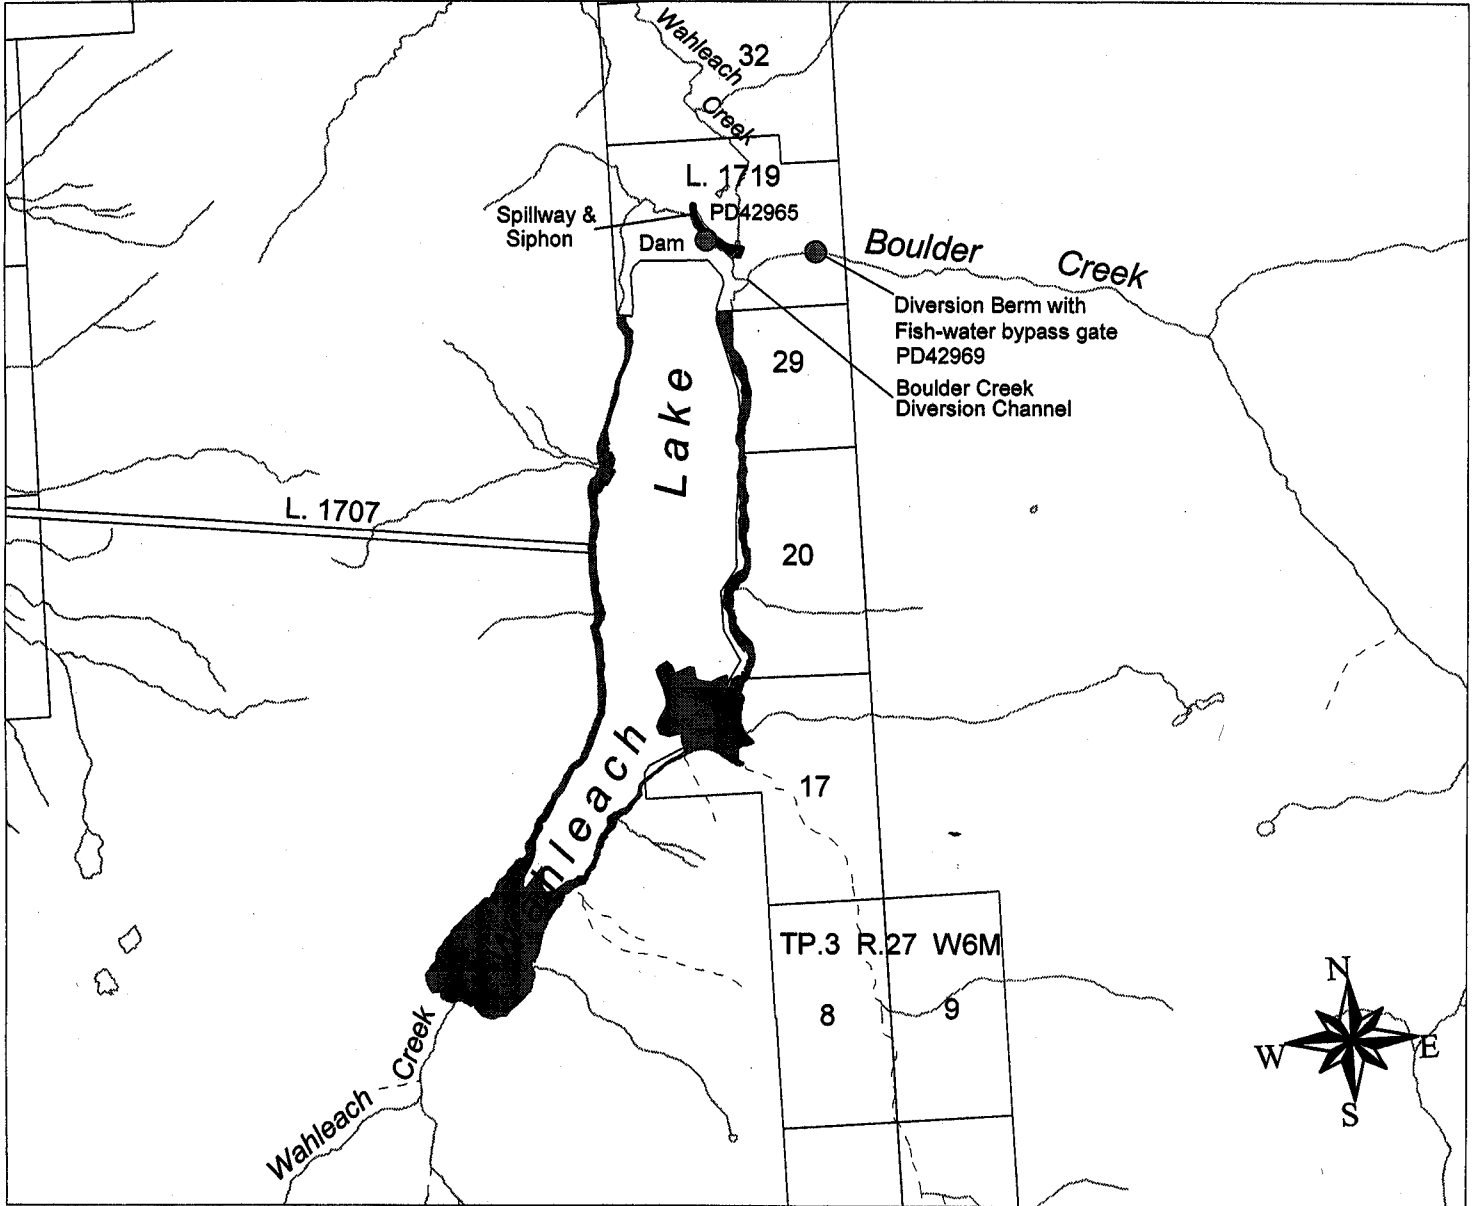 Wahleach
Creek
32
L. 1719
PD42965
Spillway &
Siphon
Dam
Boulder Creek
Diversion Berm with
Fish-water bypass gate
PD42969
Boulder Creek
Diversion Channel
29
Lake
L. 1707
20
Wahleach
17
TP.3 R.27 W6M
8
9
Wahleach Creek
N
W
E
S